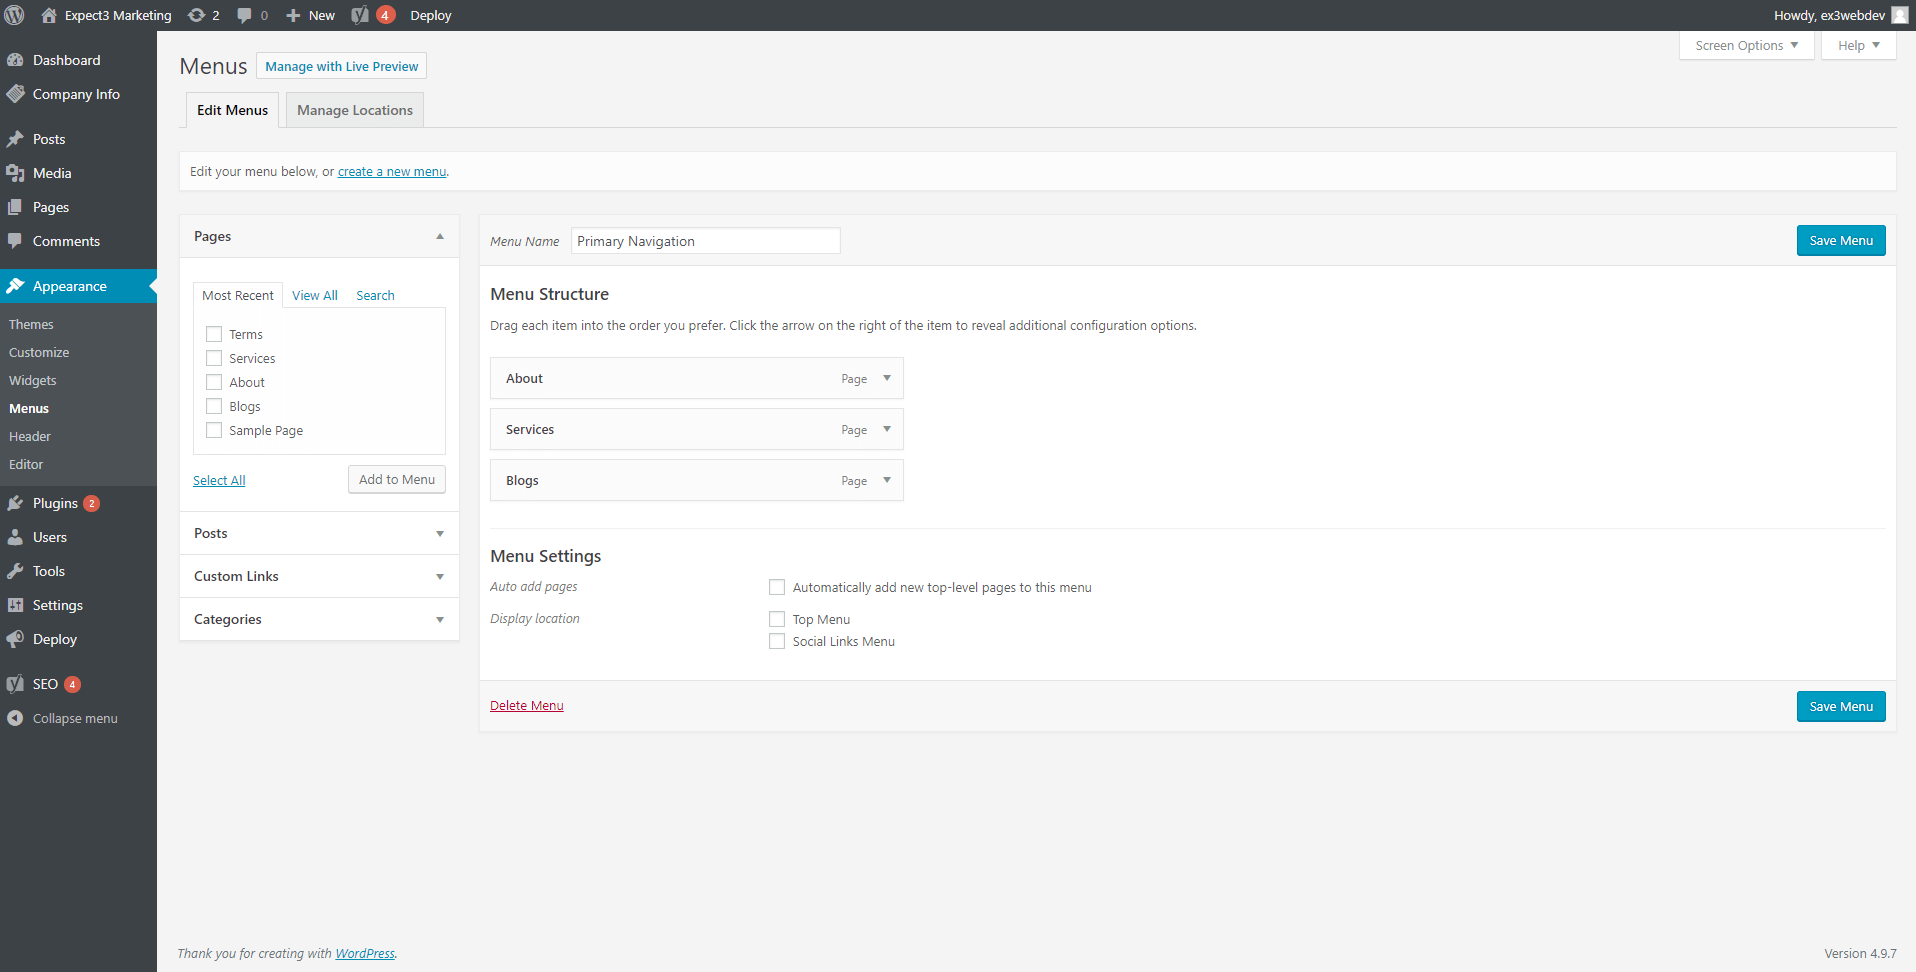 Expect3 Marketing 2 0 New 4 Deploy Howdy, ex3webdev
Screen Options Help
Dashboard
Company Info
Posts
Media
Pages
Comments
Appearance
Themes
Customize
Widgets
Menus
Header
Editor
Plugins 2
Users
Tools
Settings
Deploy
SEO 4
Collapse menu
Menus Manage with Live Preview
Edit Menus Manage Locations
Edit your menu below, or create a new menu.
Pages
Most Recent View All Search
Terms
Services
About
Blogs
Sample Page
Select All Add to Menu
Posts
Custom Links
Categories
Menu Name Primary Navigation Save Menu
Menu Structure
Drag each item into the order you prefer. Click the arrow on the right of the item to reveal additional configuration options.
About Page
Services Page
Blogs Page
Menu Settings
Auto add pages Automatically add new top-level pages to this menu
Display location Top Menu
Social Links Menu
Delete Menu Save Menu
Thank you for creating with WordPress. Version 4.9.7